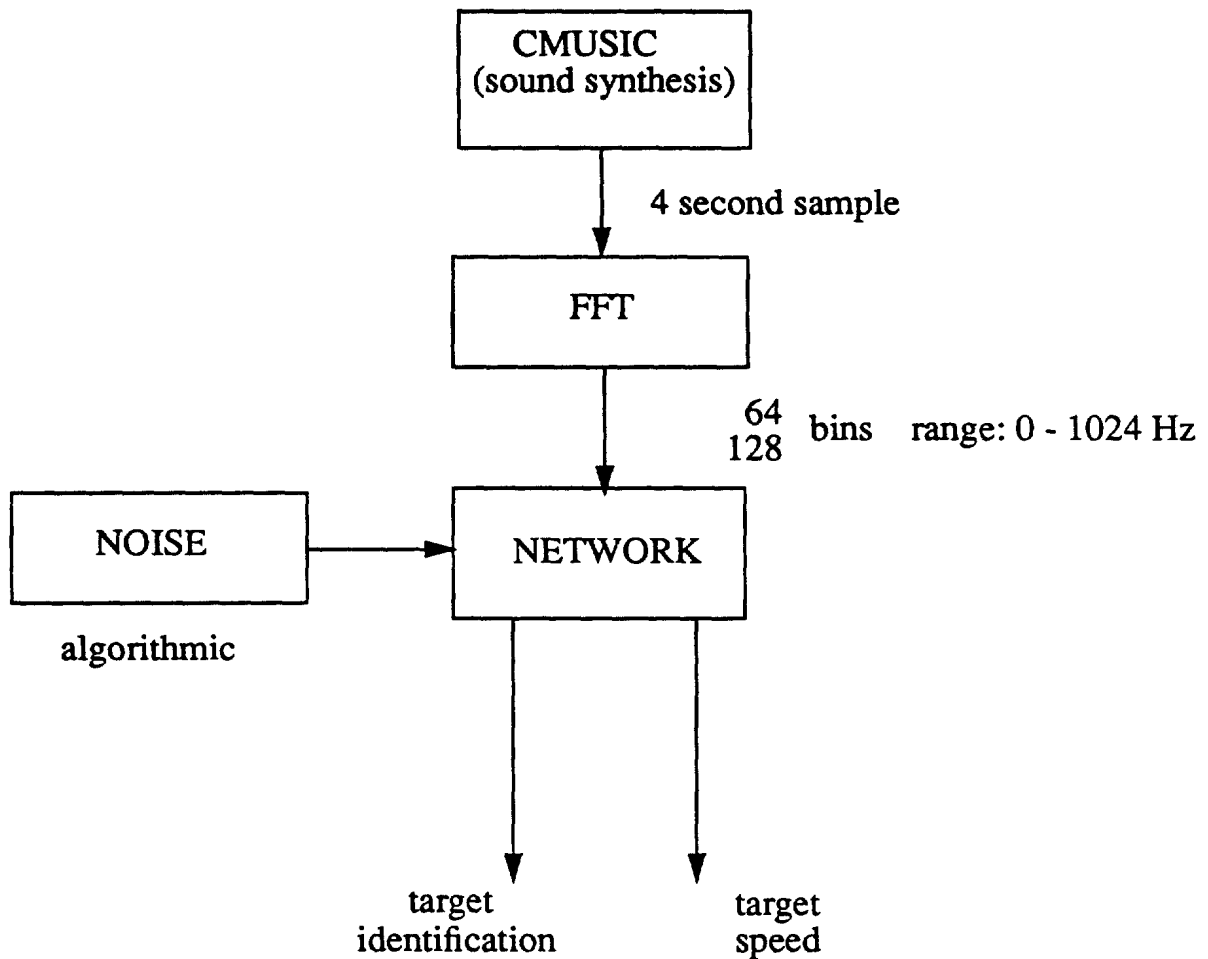 CMUSIC
(sound synthesis)
4 second sample
FFT
64
128 bins range: 0 - 1024 Hz
NOISE
NETWORK
algorithmic
target
identification
target
speed